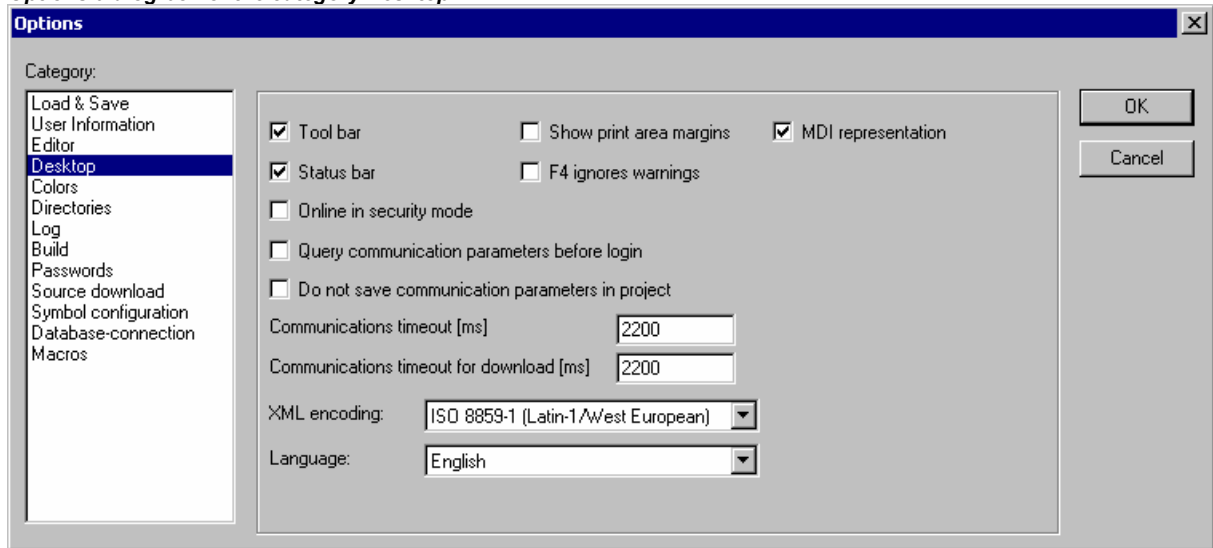 Options
Category:
Load & Save
User Information
Editor
Desktop
Colors
Directories
Log
Build
Passwords
Source download
Symbol configuration
Database-connection
Macros
Tool bar
Show print area margins
MDI representation
Status bar
F4 ignores warnings
Online in security mode
Query communication parameters before login
Do not save communication parameters in project
Communications timeout [ms] 2200
Communications timeout for download [ms] 2200
XML encoding: ISO 8859-1 (Latin-1/West European)
Language: English
OK
Cancel